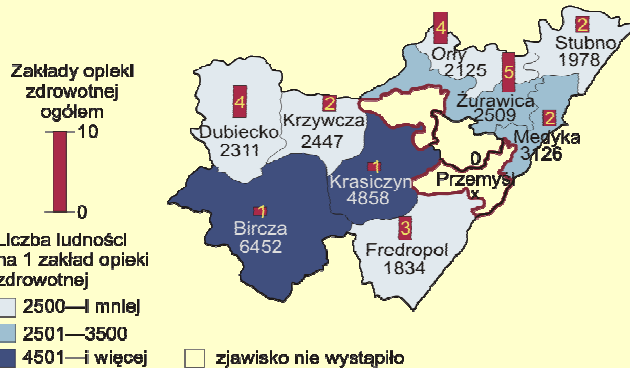 Zakłady opieki
zdrowotnej
ogółem
10
0
Liczba ludności
na 1 zakład opieki
zdrowotnej
2500—i mniej
2501—3500
4501—i więcej
zjawisko nie wystąpiło
4
Orły
2125
2
Stubno
1978
5
Żurawica
2509
2
Medyka
3126
4
Dubiecko
2311
2
Krzywcza
2447
1
Krasiczyn
4858
0
Przemyśl
x
1
Bircza
6452
3
Fredropol
1834